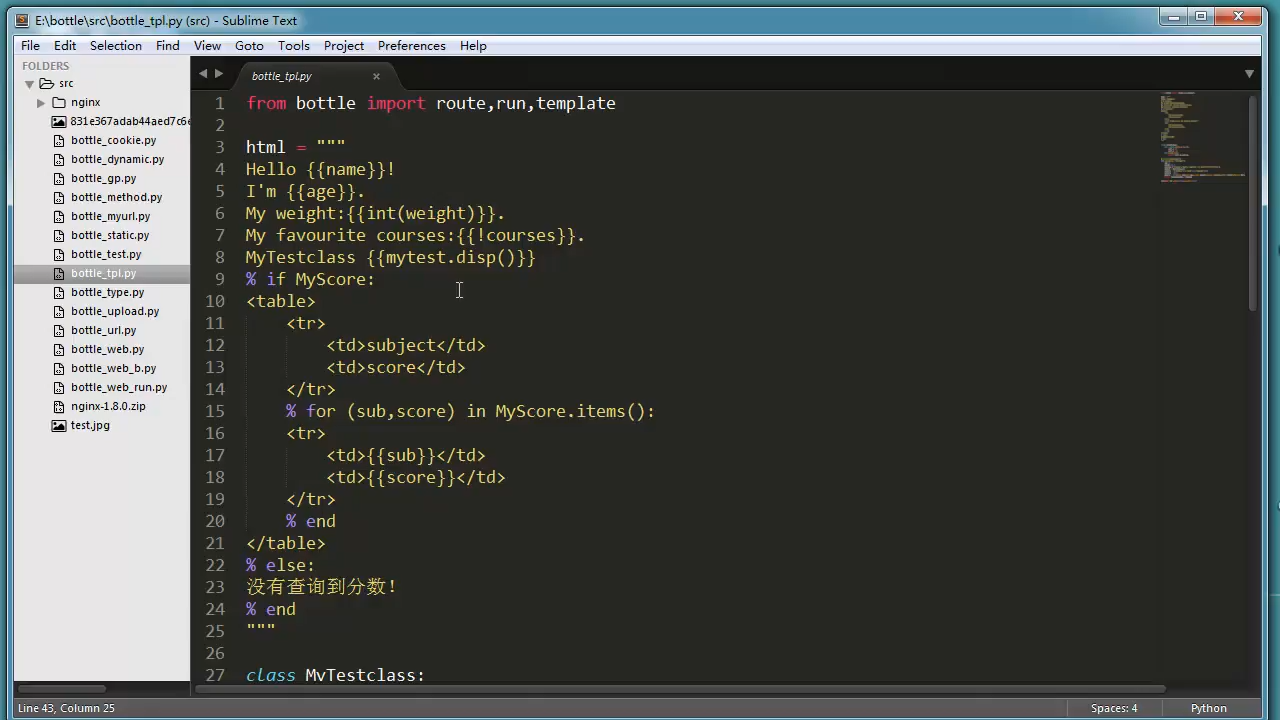 E:\bottle\src\bottle_tpl.py (src) - Sublime Text
File Edit Selection Find View Goto Tools Project Preferences Help
FOLDERS
src
nginx
831e367adab44aed7c6e
bottle_cookie.py
bottle_dynamic.py
bottle_gp.py
bottle_method.py
bottle_myurl.py
bottle_static.py
bottle_test.py
bottle_tpl.py
bottle_type.py
bottle_upload.py
bottle_url.py
bottle_web.py
bottle_web_b.py
bottle_web_run.py
nginx-1.8.0.zip
test.jpg
bottle_tpl.py
1 from bottle import route,run,template
2
3 html = """
4 Hello {{name}}!
5 I'm {{age}}.
6 My weight:{{int(weight)}}.
7 My favourite courses:{{!courses}}.
8 MyTestclass {{mytest.disp()}}
9 % if MyScore:
10 <table>
11     <tr>
12         <td>subject</td>
13         <td>score</td>
14     </tr>
15     % for (sub,score) in MyScore.items():
16     <tr>
17         <td>{{sub}}</td>
18         <td>{{score}}</td>
19     </tr>
20     % end
21 </table>
22 % else:
23 没有查询到分数!
24 % end
25 """
26
27 class MyTestclass:
Line 43, Column 25
Spaces: 4
Python